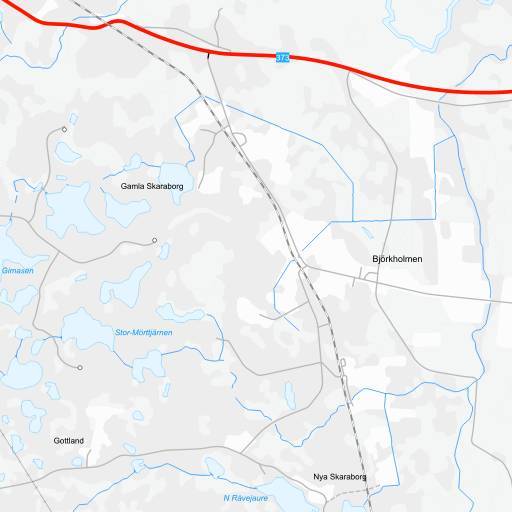 373
Gamla Skaraborg
Björkholmen
Gimasen
Stor-Mörttjärnen
Gottland
Nya Skaraborg
N Råvejaure